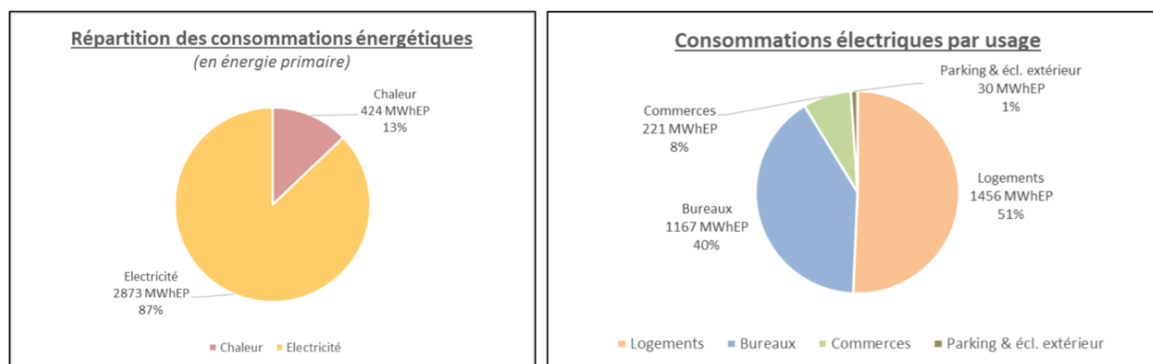 Répartition des consommations énergétiques
(en énergie primaire)
Chaleur
424 MWhEP
13%
Electricité
2873 MWhEP
87%
Chaleur
Electricité
Consommations électriques par usage
Parking & écl. extérieur
30 MWhEP
1%
Commerces
221 MWhEP
8%
Logements
1456 MWhEP
51%
Bureaux
1167 MWhEP
40%
Logements
Bureaux
Commerces
Parking & écl. extérieur